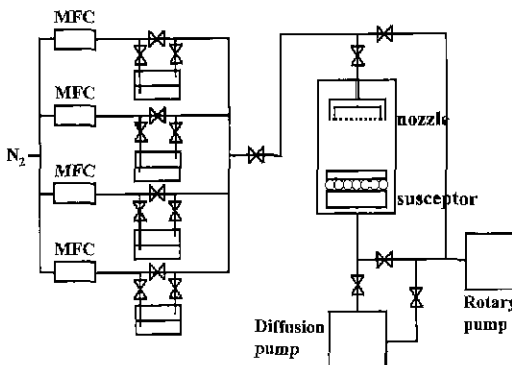 MFC
MFC
N2
MFC
MFC
nozzle
susceptor
Diffusion
pump
Rotary
pump